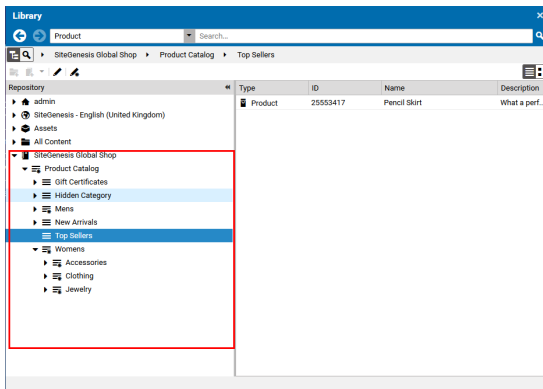 Library
Product
Search...
SiteGenesis Global Shop
Product Catalog
Top Sellers
Repository
Type
ID
Name
Description
admin
Product
25553417
Pencil Skirt
What a perf..
SiteGenesis - English (United Kingdom)
Assets
All Content
SiteGenesis Global Shop
Product Catalog
Gift Certificates
Hidden Category
Mens
New Arrivals
Top Sellers
Womens
Accessories
Clothing
Jewelry